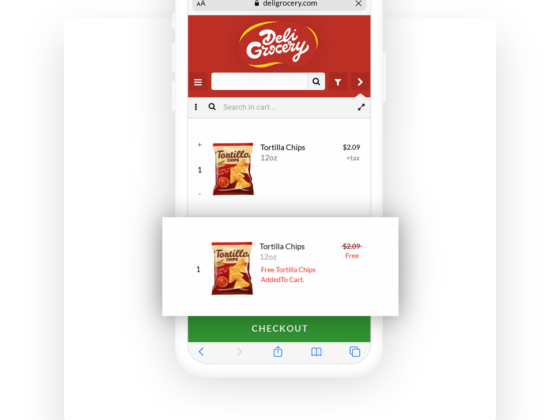 AA
deligrocery.com
Deli
Grocery
Search in cart...
+
Tortilla Chips
$2.09
12oz
+tax
1
Tortilla
CHIPS
-
Tortilla Chips
$2.09
12oz
Free
1
Free Tortilla Chips
AddedTo Cart.
Tortilla
CHIPS
CHECKOUT